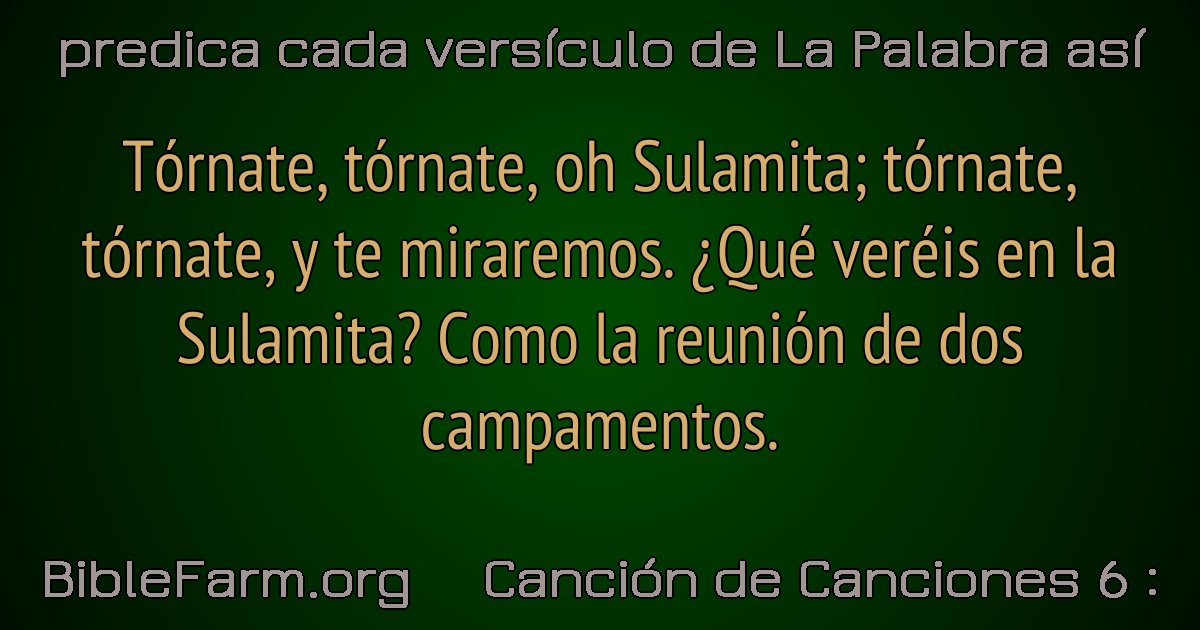 predica cada versículo de La Palabra así
Tórnate, tórnate, oh Sulamita; tórnate,
tórnate, y te miraremos. ¿Qué veréis en la
Sulamita? Como la reunión de dos
campamentos.
BibleFarm.org Canción de Canciones 6 :